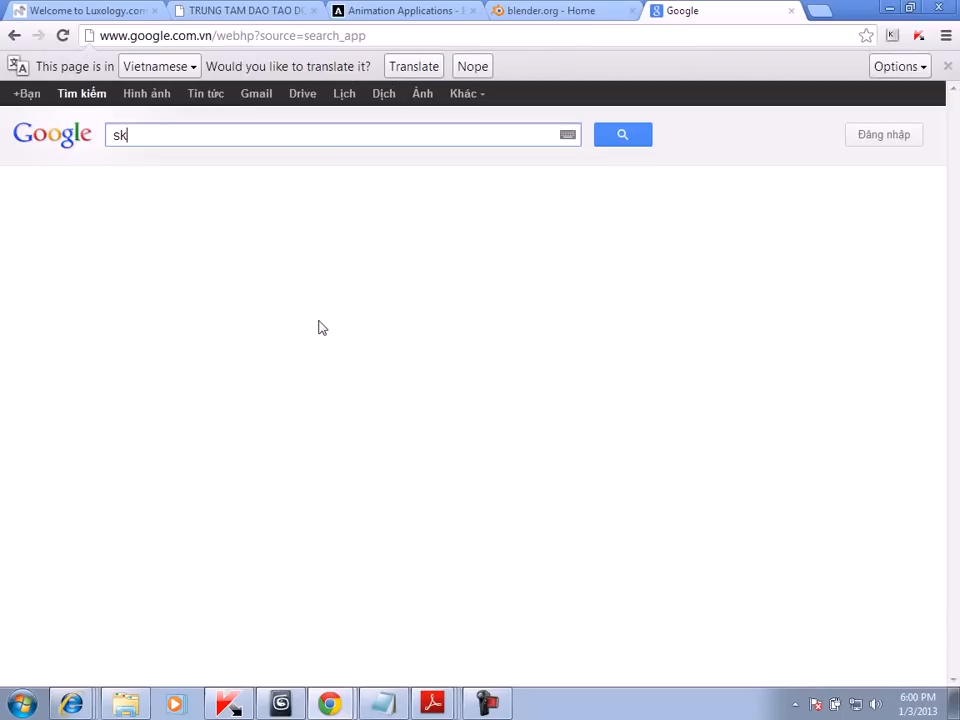 Welcome to Luxology.com
TRUNG TAM DAO TAO DO
Animation Applications -
blender.org - Home
Google
www.google.com.vn/webhp?source=search_app
This page is in Vietnamese Would you like to translate it? Translate Nope Options
+Bạn Tìm kiếm Hình ảnh Tin tức Gmail Drive Lịch Dịch Ảnh Khác
Google sk Đăng nhập
6:00 PM
1/3/2013